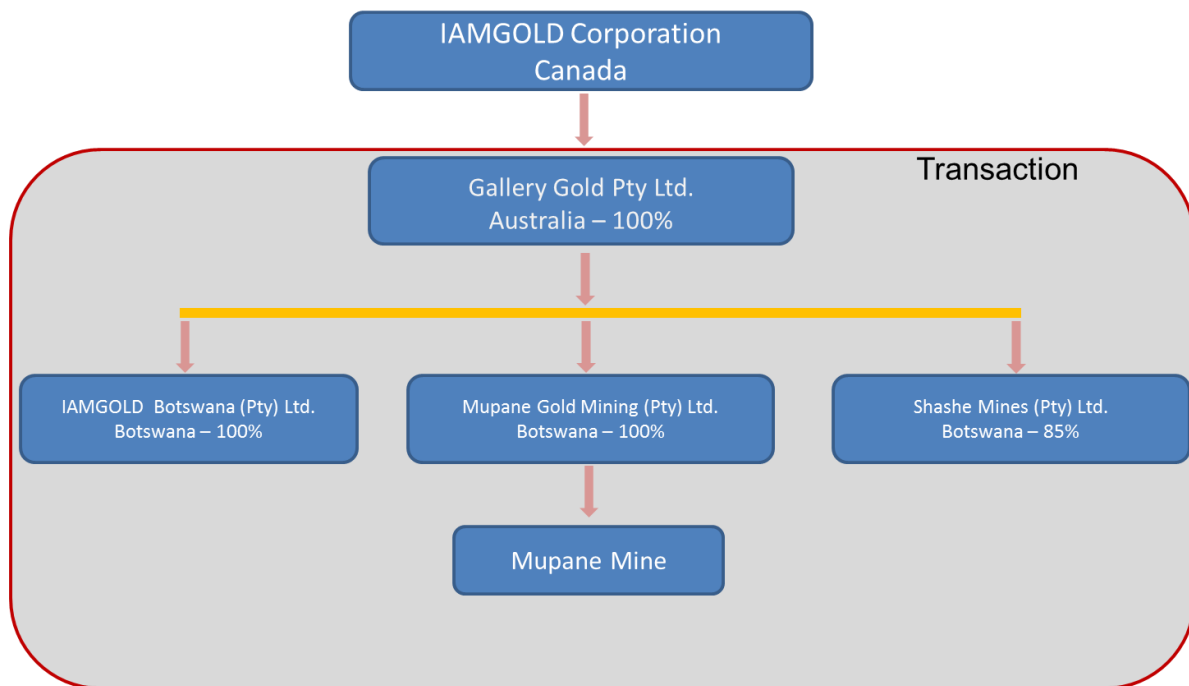 IAMGOLD Corporation
Canada
Transaction
Gallery Gold Pty Ltd.
Australia – 100%
IAMGOLD Botswana (Pty) Ltd.
Botswana – 100%
Mupane Gold Mining (Pty) Ltd.
Botswana – 100%
Shashe Mines (Pty) Ltd.
Botswana – 85%
Mupane Mine